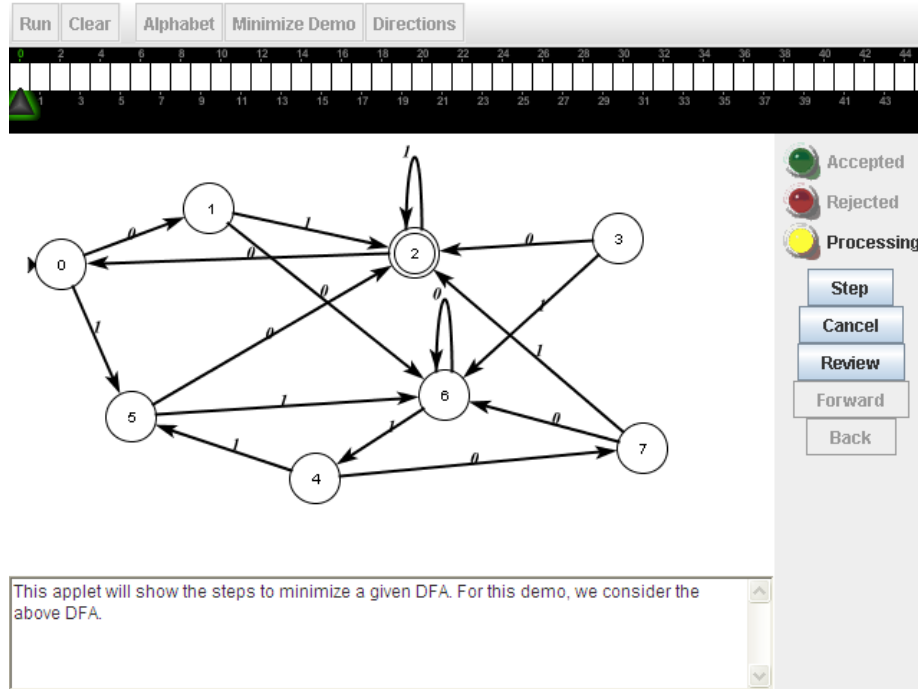 Run Clear Alphabet Minimize Demo Directions
0 2 4 6 8 10 12 14 16 18 20 22 24 26 28 30 32 34 36 38 40 42 44
1 3 5 7 9 11 13 15 17 19 21 23 25 27 29 31 33 35 37 39 41 43
Accepted
Rejected
Processing
Step
Cancel
Review
Forward
Back
1
1
0 1
3
0
0 2
0
0
0
0
1
1
0
1
6
5 1
1
0
7
1
4
0
This applet will show the steps to minimize a given DFA. For this demo, we consider the
above DFA.